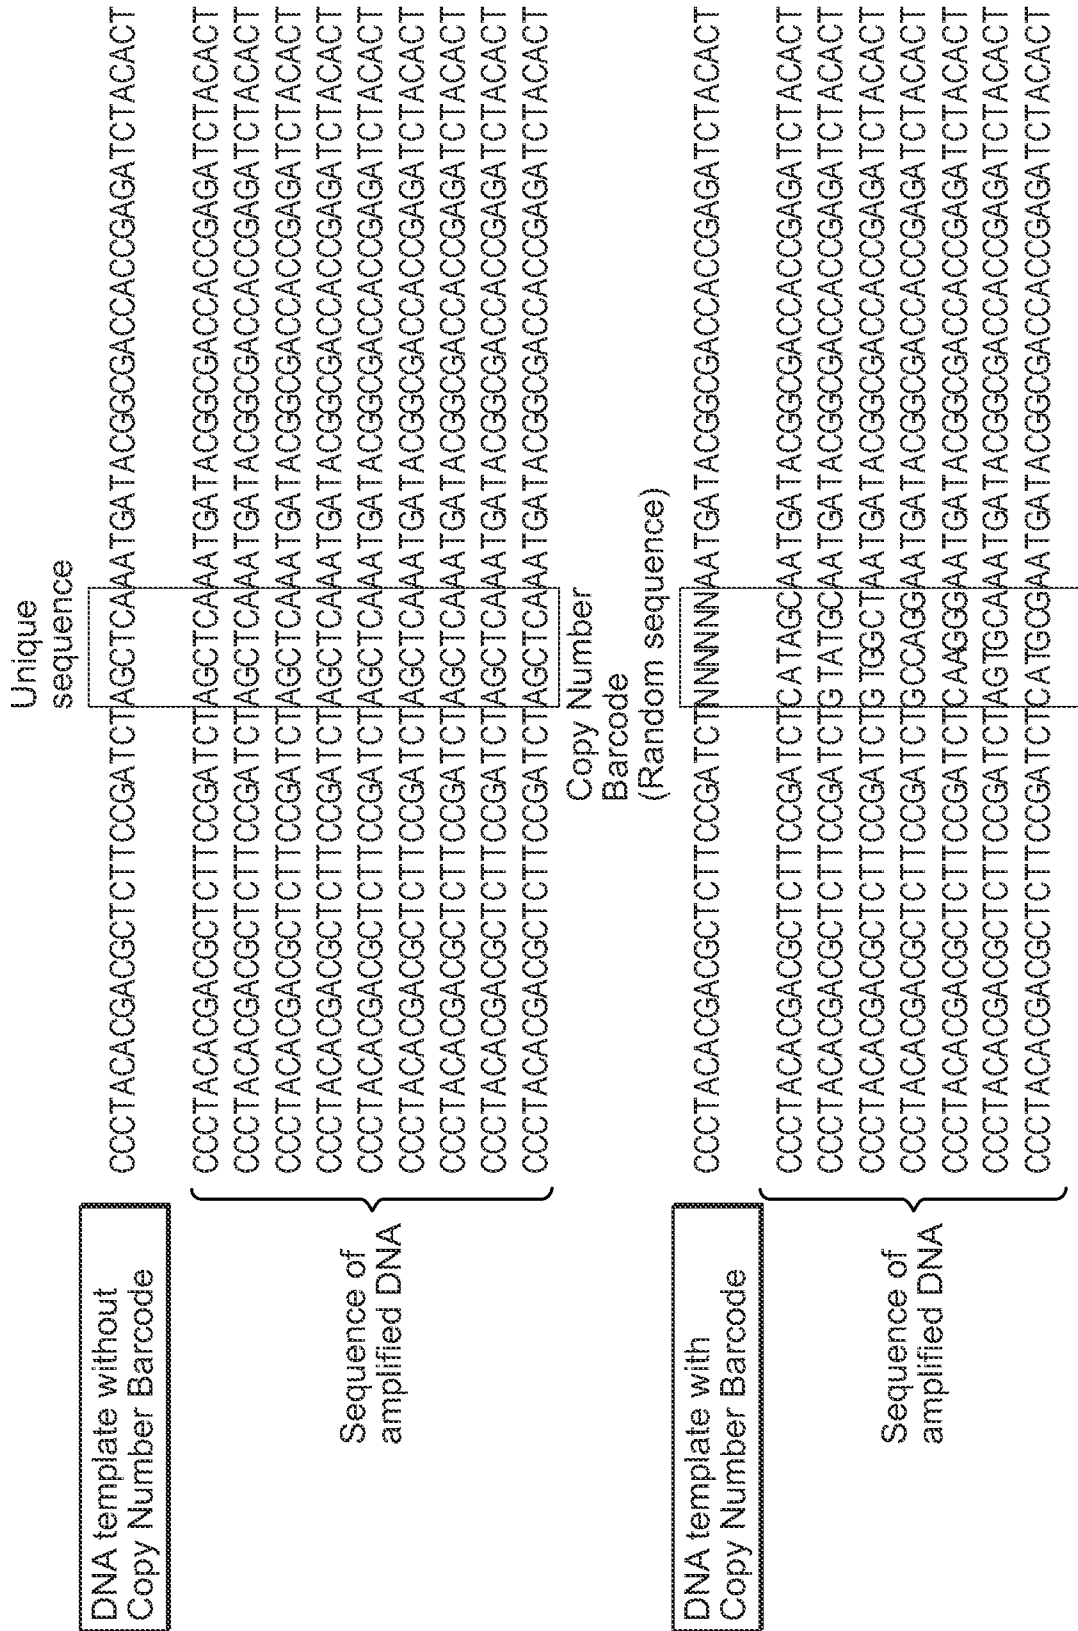 Unique
sequence
DNA template without
Copy Number Barcode
CCCTACACGACGCTCTTCCGATCTAGCTCAAATGATACGGCGACCACCGAGATCTACACT
Sequence of
amplified DNA
CCCTACACGACGCTCTTCCGATCTAGCTCAAATGATACGGCGACCACCGAGATCTACACT
CCCTACACGACGCTCTTCCGATCTAGCTCAAATGATACGGCGACCACCGAGATCTACACT
CCCTACACGACGCTCTTCCGATCTAGCTCAAATGATACGGCGACCACCGAGATCTACACT
CCCTACACGACGCTCTTCCGATCTAGCTCAAATGATACGGCGACCACCGAGATCTACACT
CCCTACACGACGCTCTTCCGATCTAGCTCAAATGATACGGCGACCACCGAGATCTACACT
CCCTACACGACGCTCTTCCGATCTAGCTCAAATGATACGGCGACCACCGAGATCTACACT
CCCTACACGACGCTCTTCCGATCTAGCTCAAATGATACGGCGACCACCGAGATCTACACT
CCCTACACGACGCTCTTCCGATCTAGCTCAAATGATACGGCGACCACCGAGATCTACACT
CCCTACACGACGCTCTTCCGATCTAGCTCAAATGATACGGCGACCACCGAGATCTACACT
Copy Number
Barcode
(Random sequence)
DNA template with
Copy Number Barcode
CCCTACACGACGCTCTTCCGATCTNNNNNNAATGATACGGCGACCACCGAGATCTACACT
Sequence of
amplified DNA
CCCTACACGACGCTCTTCCGATCTCATAGCAATGATACGGCGACCACCGAGATCTACACT
CCCTACACGACGCTCTTCCGATCTGTATGCAATGATACGGCGACCACCGAGATCTACACT
CCCTACACGACGCTCTTCCGATCTGTGGCTAATGATACGGCGACCACCGAGATCTACACT
CCCTACACGACGCTCTTCCGATCTGCCAGGAATGATACGGCGACCACCGAGATCTACACT
CCCTACACGACGCTCTTCCGATCTCAAGGGAATGATACGGCGACCACCGAGATCTACACT
CCCTACACGACGCTCTTCCGATCTAGTGCAAATGATACGGCGACCACCGAGATCTACACT
CCCTACACGACGCTCTTCCGATCTCATGCGAATGATACGGCGACCACCGAGATCTACACT